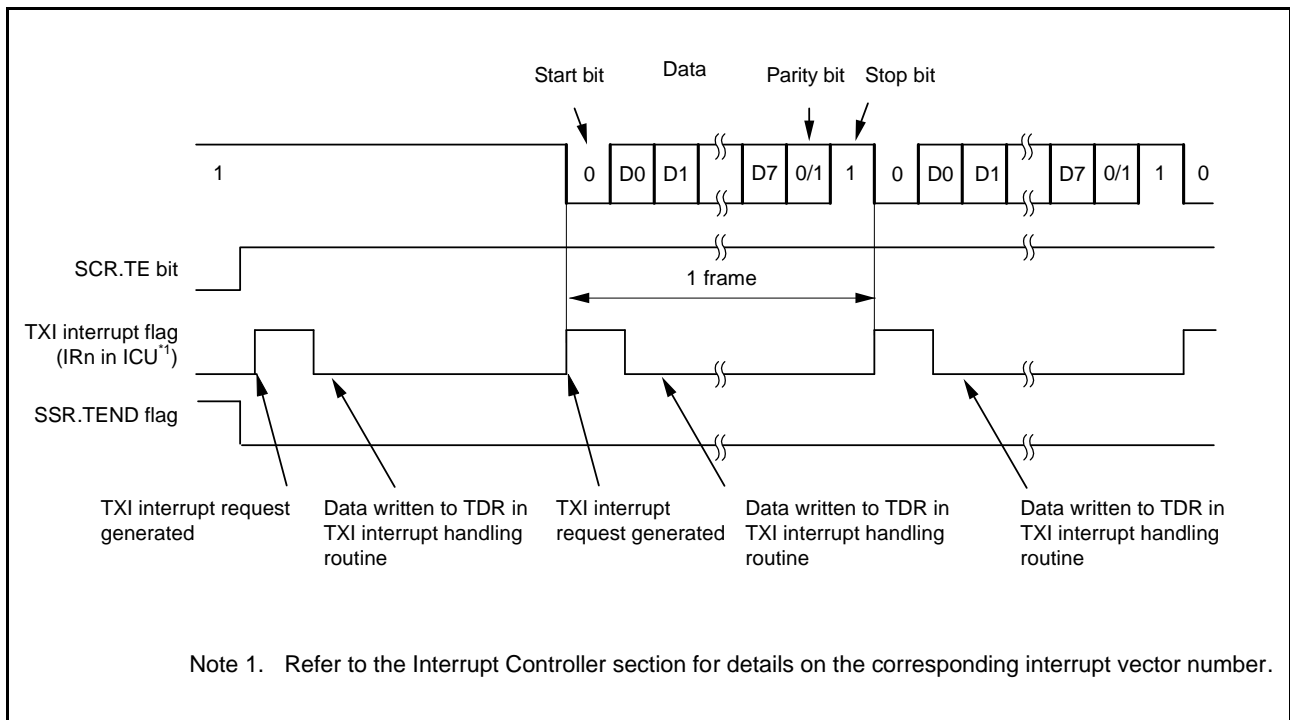 Start bit
Data
Parity bit
Stop bit
1
0 D0 D1 D7 0/1 1 0 D0 D1 D7 0/1 1 0
SCR.TE bit
1 frame
TXI interrupt flag
(IRn in ICU*1)
SSR.TEND flag
TXI interrupt request
generated
Data written to TDR in
TXI interrupt handling
routine
TXI interrupt
request generated
Data written to TDR in
TXI interrupt handling
routine
Data written to TDR in
TXI interrupt handling
routine
Note 1. Refer to the Interrupt Controller section for details on the corresponding interrupt vector number.